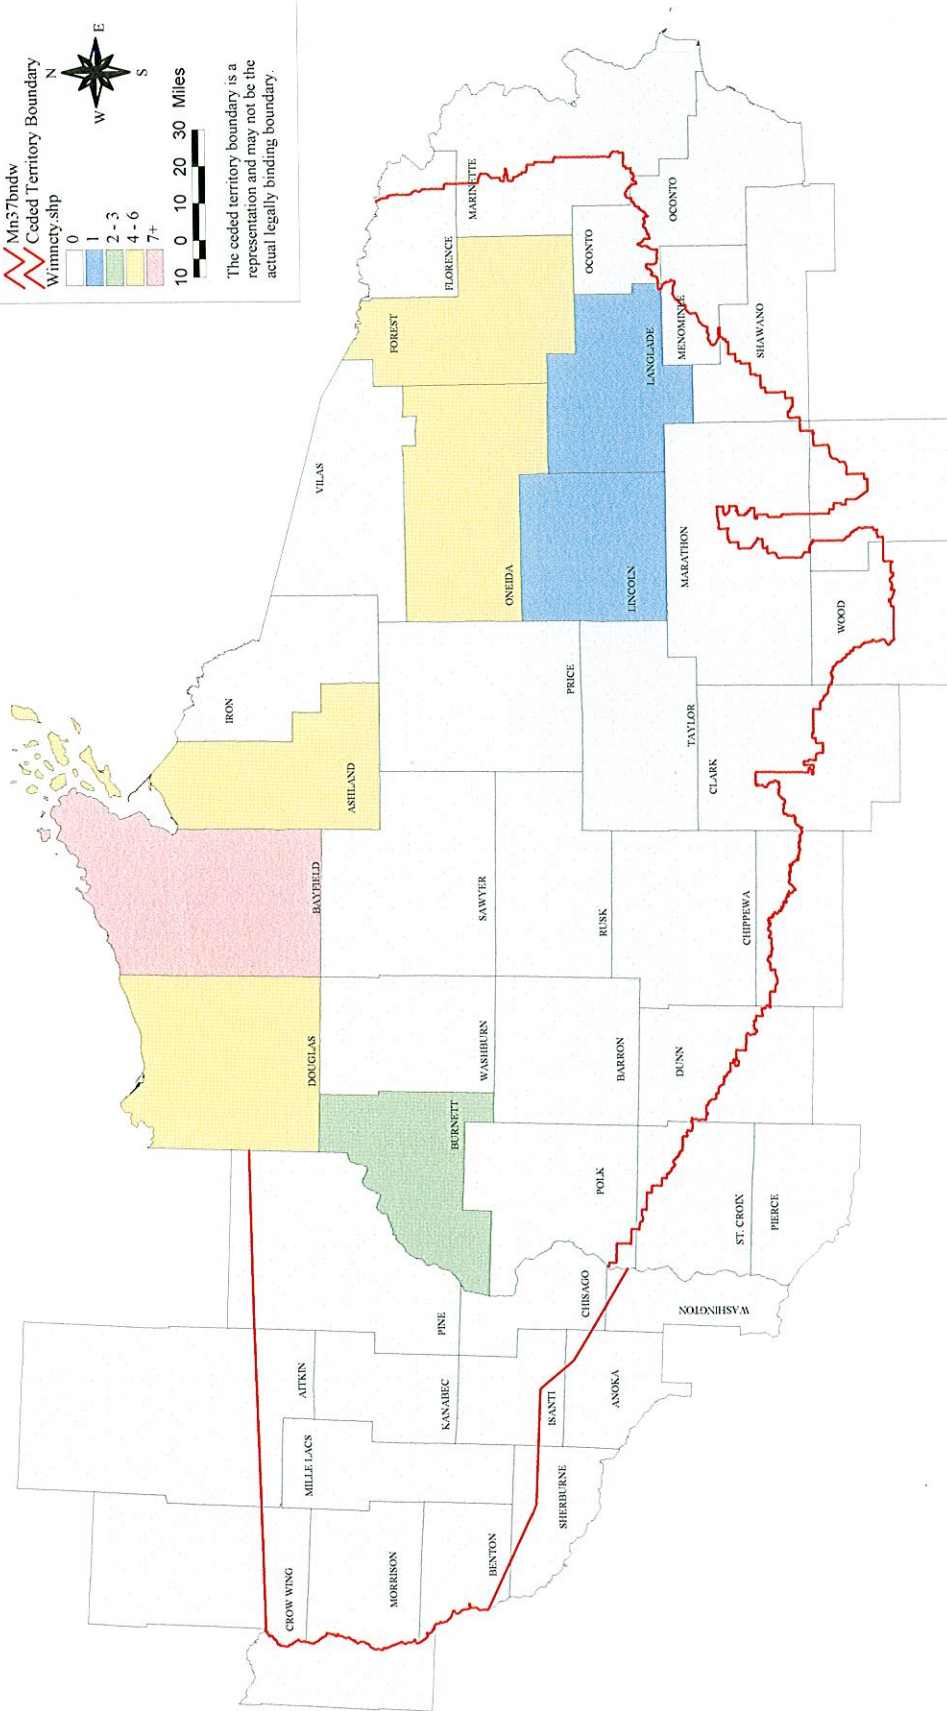 Mn37bndw
Ceded Territory Boundary
Wimncty.shp
0
1
2 - 3
4 - 6
7+
N
W
E
S
10 0 10 20 30 Miles
The ceded territory boundary is a
representation and may not be the
actual legally binding boundary.
MARINETTE
FLORENCE
FOREST
OCONTO
OCONTO
MENOMINEE
LANGLADE
SHAWANO
VILAS
ONEIDA
LINCOLN
MARATHON
WOOD
IRON
PRICE
TAYLOR
CLARK
ASHLAND
BAYFIELD
SAWYER
RUSK
CHIPPEWA
DOUGLAS
WASHBURN
BARRON
DUNN
BURNETT
POLK
ST. CROIX
PIERCE
PINE
CHISAGO
WASHINGTON
AITKIN
KANABEC
ISANTI
ANOKA
MILLE LACS
SHERBURNE
CROW WING
MORRISON
BENTON